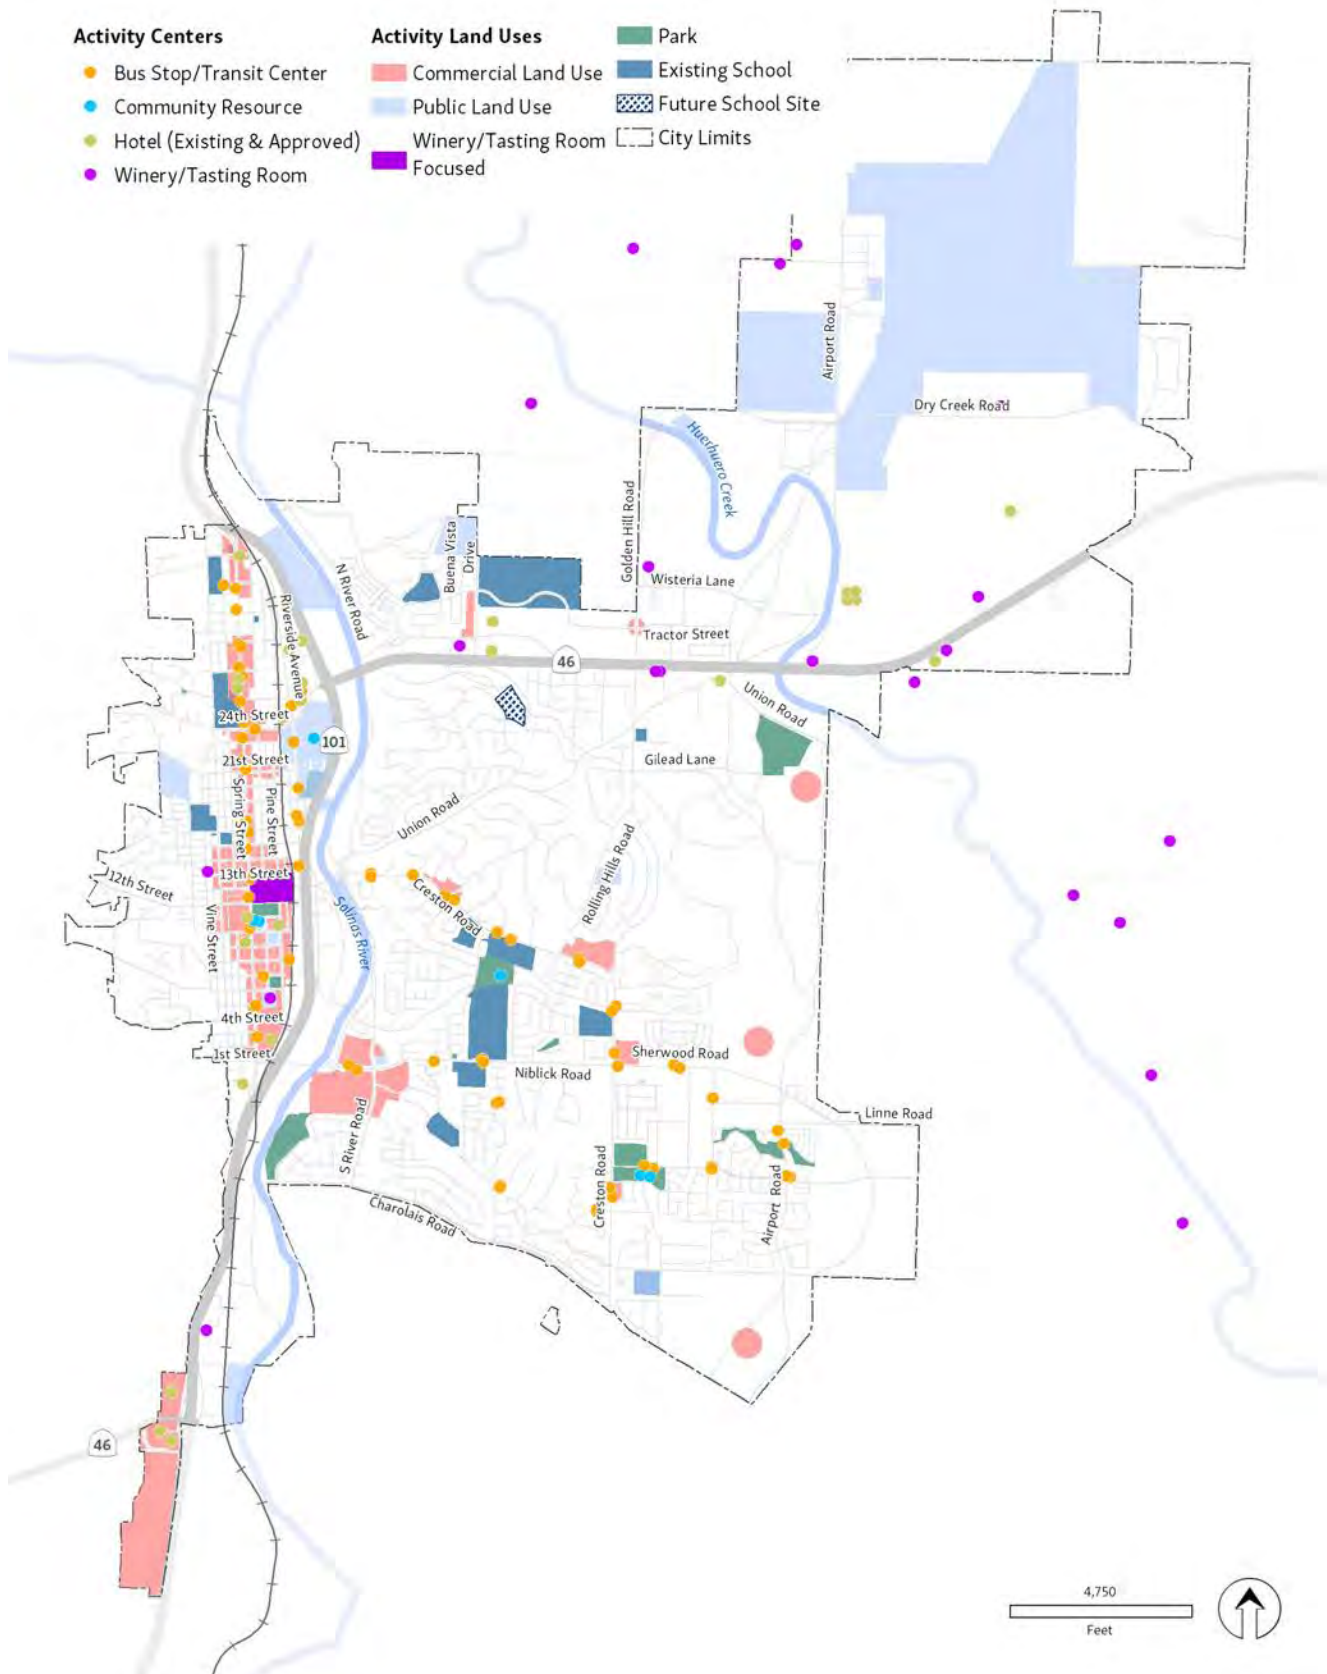 Activity Centers
Bus Stop/Transit Center
Community Resource
Hotel (Existing & Approved)
Winery/Tasting Room
Activity Land Uses
Commercial Land Use
Public Land Use
Winery/Tasting Room
Focused
Park
Existing School
Future School Site
City Limits
Airport Road
Dry Creek Road
Huerhuero Creek
Golden Hill Road
Buena Vista
Drive
N River Road
Wisteria Lane
Tractor Street
46
Riverside Avenue
24th Street
Union Road
101
21st Street
Gilead Lane
Spring Street
Pine Street
Union Road
Rolling Hills Road
13th Street
12th Street
Creston Road
Vine Street
Salinas River
4th Street
1st Street
Sherwood Road
Niblick Road
Linne Road
S River Road
Creston Road
Airport Road
Charolais Road
46
4,750
Feet